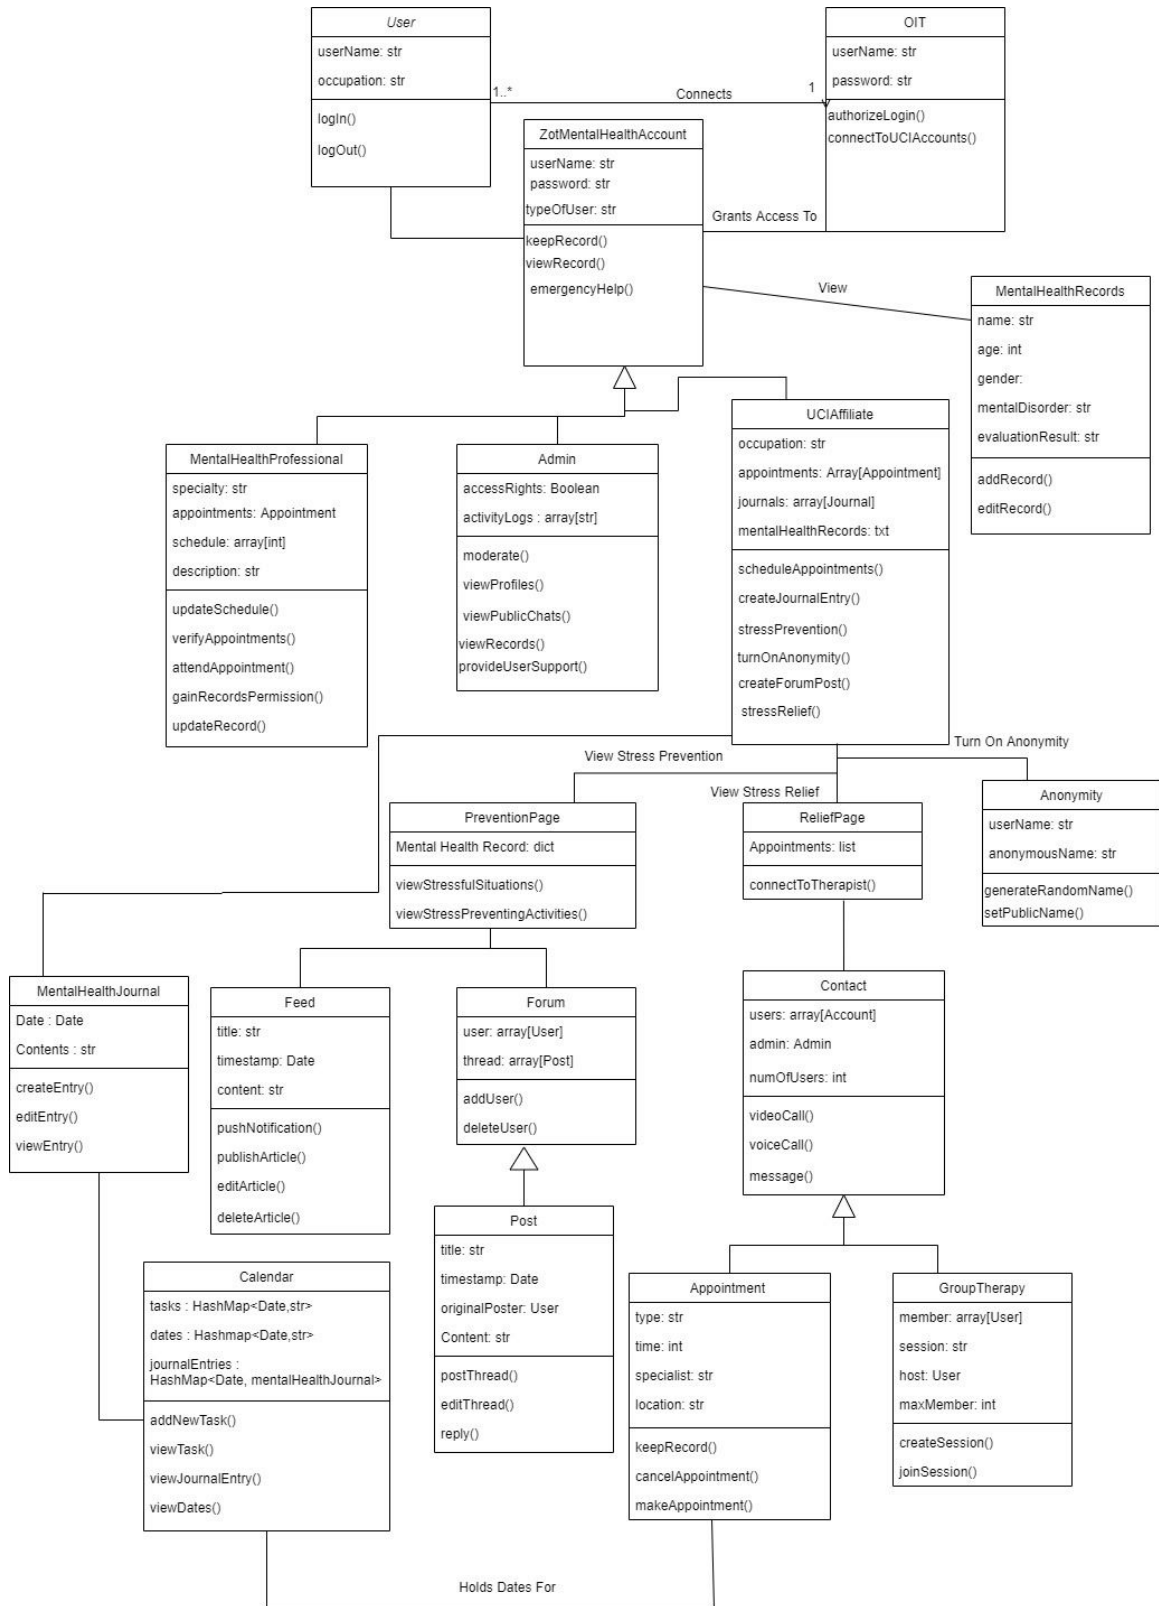 User
userName: str
occupation: str
logIn()
logOut()
OIT
userName: str
password: str
authorizeLogin()
connectToUCIAccounts()
1..*
Connects
1
ZotMentalHealthAccount
userName: str
password: str
typeOfUser: str
keepRecord()
viewRecord()
emergencyHelp()
Grants Access To
View
MentalHealthRecords
name: str
age: int
gender:
mentalDisorder: str
evaluationResult: str
addRecord()
editRecord()
MentalHealthProfessional
specialty: str
appointments: Appointment
schedule: array[int]
description: str
updateSchedule()
verifyAppointments()
attendAppointment()
gainRecordsPermission()
updateRecord()
Admin
accessRights: Boolean
activityLogs : array[str]
moderate()
viewProfiles()
viewPublicChats()
viewRecords()
provideUserSupport()
UCIAffiliate
occupation: str
appointments: Array[Appointment]
journals: array[Journal]
mentalHealthRecords: txt
scheduleAppointments()
createJournalEntry()
stressPrevention()
turnOnAnonymity()
createForumPost()
stressRelief()
View Stress Prevention
View Stress Relief
Turn On Anonymity
PreventionPage
Mental Health Record: dict
viewStressfulSituations()
viewStressPreventingActivities()
ReliefPage
Appointments: list
connectToTherapist()
Anonymity
userName: str
anonymousName: str
generateRandomName()
setPublicName()
MentalHealthJournal
Date : Date
Contents : str
createEntry()
editEntry()
viewEntry()
Feed
title: str
timestamp: Date
content: str
pushNotification()
publishArticle()
editArticle()
deleteArticle()
Forum
user: array[User]
thread: array[Post]
addUser()
deleteUser()
Contact
users: array[Account]
admin: Admin
numOfUsers: int
videoCall()
voiceCall()
message()
Post
title: str
timestamp: Date
originalPoster: User
Content: str
postThread()
editThread()
reply()
Calendar
tasks : HashMap<Date,str>
dates : Hashmap<Date,str>
journalEntries :
HashMap<Date, mentalHealthJournal>
addNewTask()
viewTask()
viewJournalEntry()
viewDates()
Appointment
type: str
time: int
specialist: str
location: str
keepRecord()
cancelAppointment()
makeAppointment()
GroupTherapy
member: array[User]
session: str
host: User
maxMember: int
createSession()
joinSession()
Holds Dates For